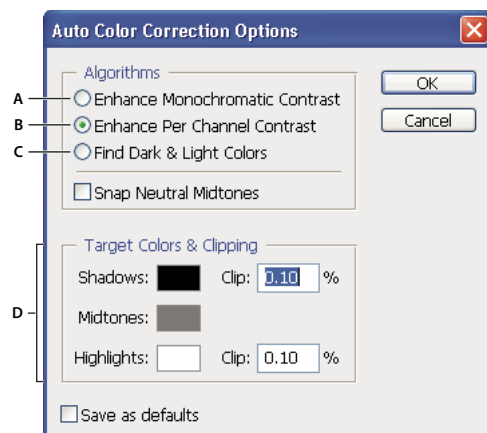 Auto Color Correction Options
Algorithms
OK
A Enhance Monochromatic Contrast
B Enhance Per Channel Contrast
Cancel
C Find Dark & Light Colors
Snap Neutral Midtones
Target Colors & Clipping
D
Shadows: Clip: 0.10 %
Midtones:
Highlights: Clip: 0.10 %
Save as defaults